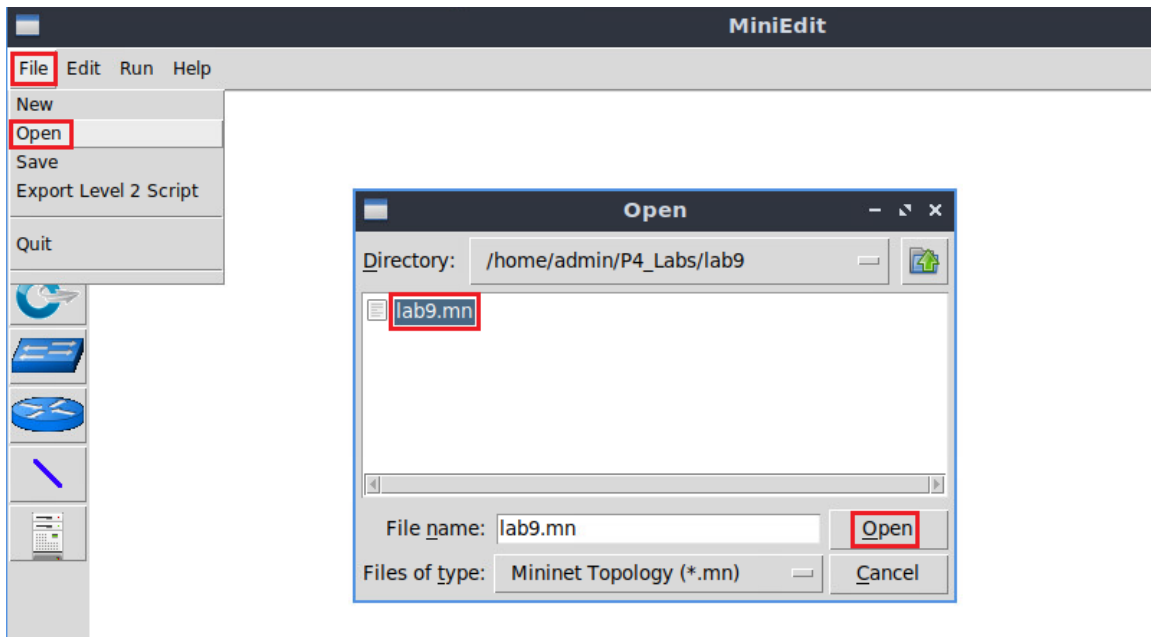 MiniEdit
File Edit Run Help
New
Open
Save
Export Level 2 Script
Quit
Open
Directory: /home/admin/P4_Labs/lab9
lab9.mn
File name: lab9.mn Open
Files of type: Mininet Topology (*.mn) Cancel